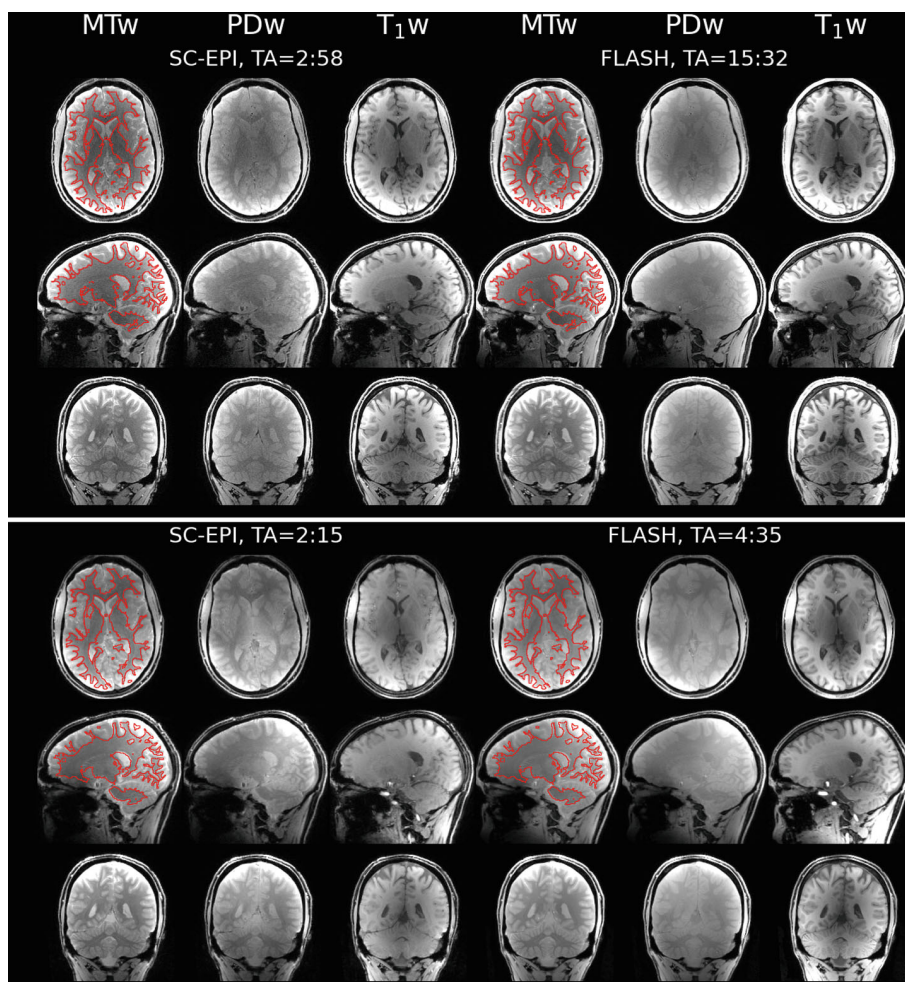 MTw PDw T₁w MTw PDw T₁w
SC-EPI, TA=2:58 FLASH, TA=15:32
SC-EPI, TA=2:15 FLASH, TA=4:35